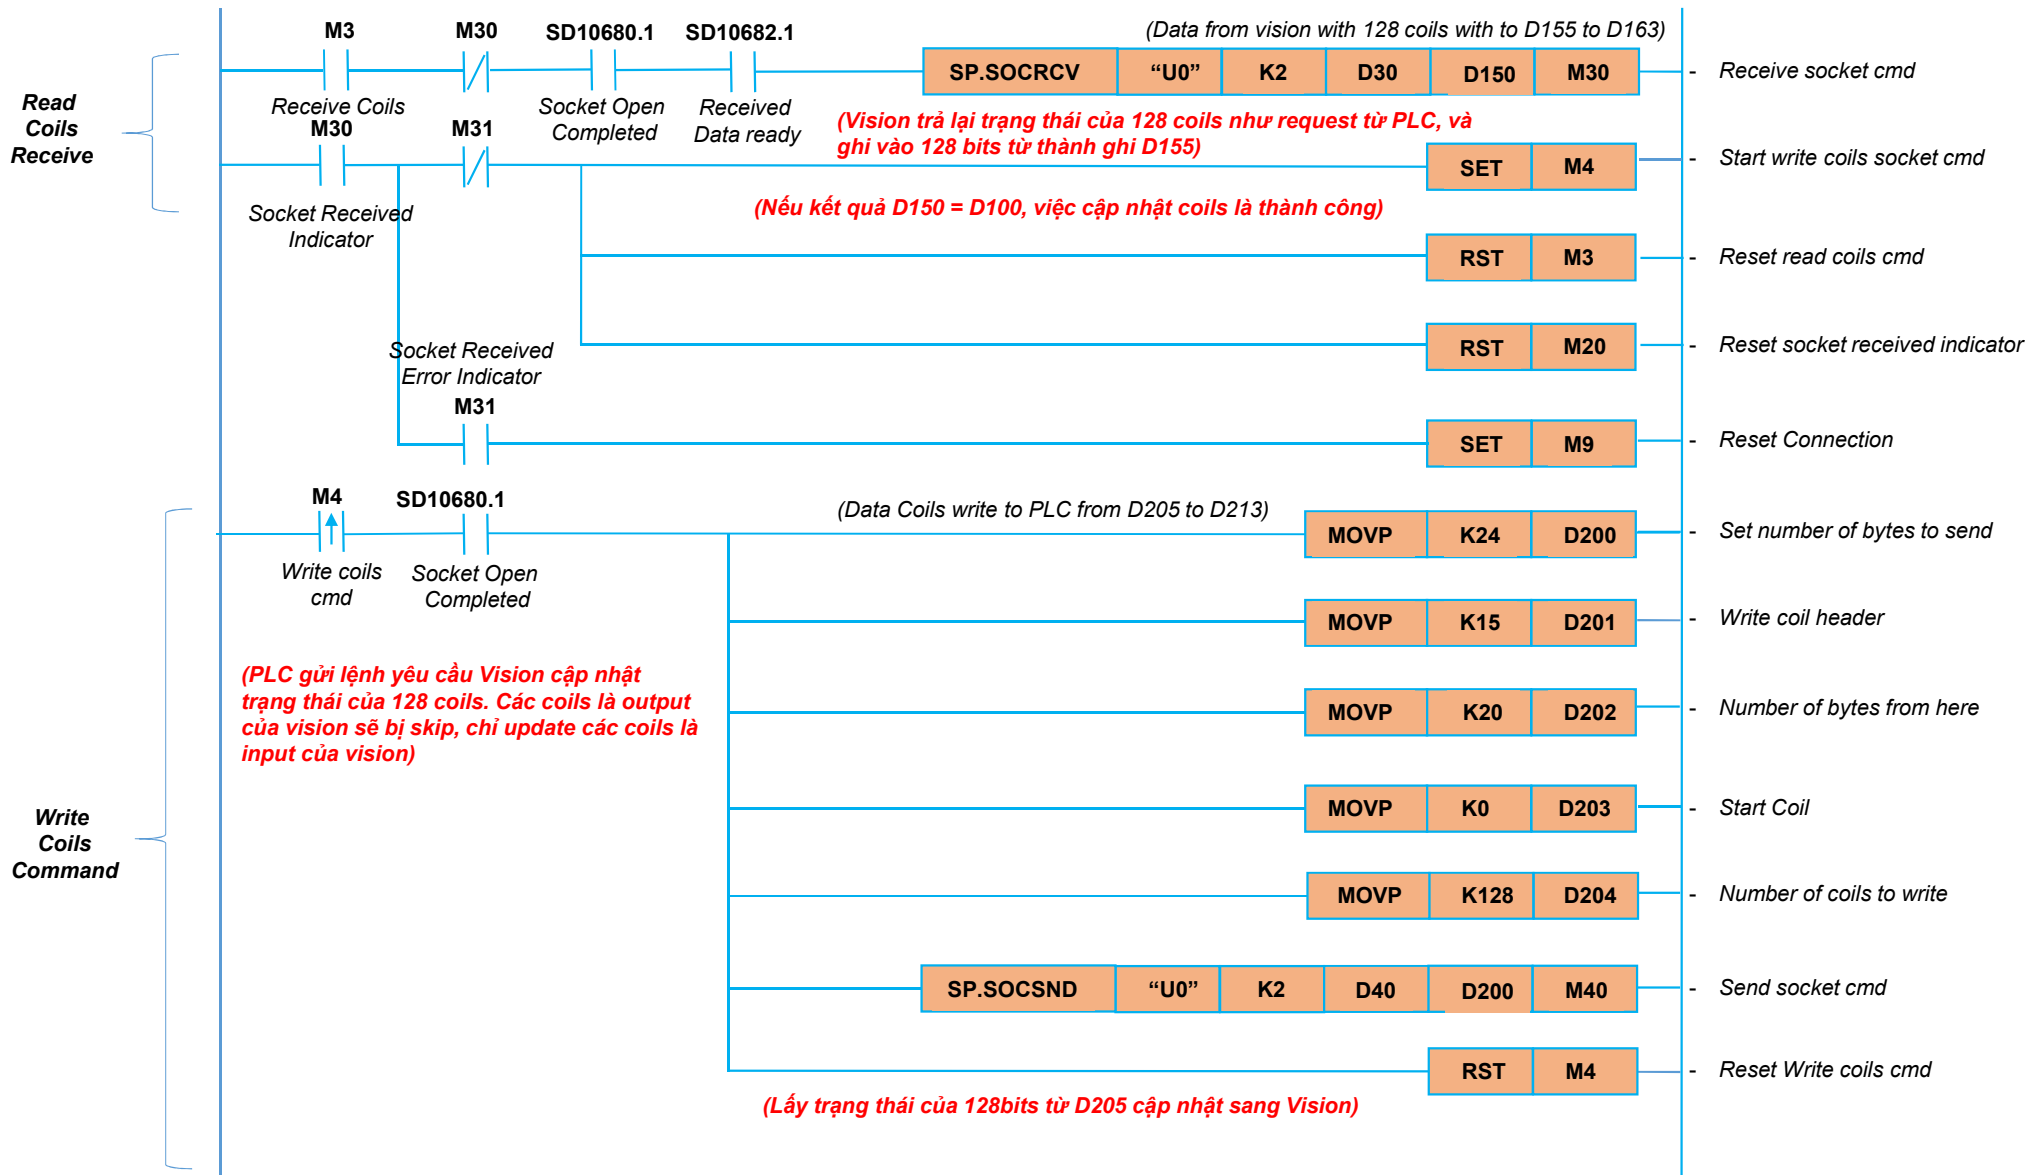 M3 M30 SD10680.1 SD10682.1 (Data from vision with 128 coils with to D155 to D163)
SP.SOCRCV "U0" K2 D30 D150 M30 - Receive socket cmd
Read
Coils
Receive
Receive Coils Socket Open Received
Completed Data ready
M30 M31 (Vision trả lại trạng thái của 128 coils như request từ PLC, và
ghi vào 128 bits từ thành ghi D155)
SET M4 - Start write coils socket cmd
Socket Received
Indicator
(Nếu kết quả D150 = D100, việc cập nhật coils là thành công)
RST M3 - Reset read coils cmd
RST M20 - Reset socket received indicator
Socket Received
Error Indicator
M31
SET M9 - Reset Connection
M4 SD10680.1 (Data Coils write to PLC from D205 to D213)
MOVP K24 D200 - Set number of bytes to send
Write coils
cmd
Socket Open
Completed
MOVP K15 D201 - Write coil header
(PLC gửi lệnh yêu cầu Vision cập nhật
trạng thái của 128 coils. Các coils là output
của vision sẽ bị skip, chỉ update các coils là
input của vision)
MOVP K20 D202 - Number of bytes from here
MOVP K0 D203 - Start Coil
Write
Coils
Command
MOVP K128 D204 - Number of coils to write
SP.SOCSND "U0" K2 D40 D200 M40 - Send socket cmd
RST M4 - Reset Write coils cmd
(Lấy trạng thái của 128bits từ D205 cập nhật sang Vision)